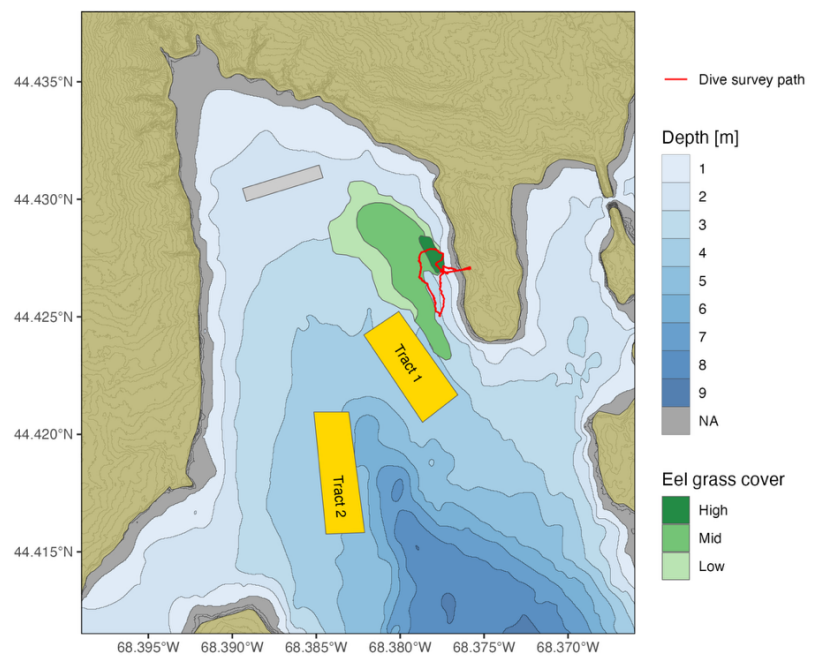 44.435°N
44.430°N
44.425°N
44.420°N
44.415°N
68.395°W
68.390°W
68.385°W
68.380°W
68.375°W
68.370°W
Tract 1
Tract 2
Dive survey path
Depth [m]
1
2
3
4
5
6
7
8
9
NA
Eel grass cover
High
Mid
Low